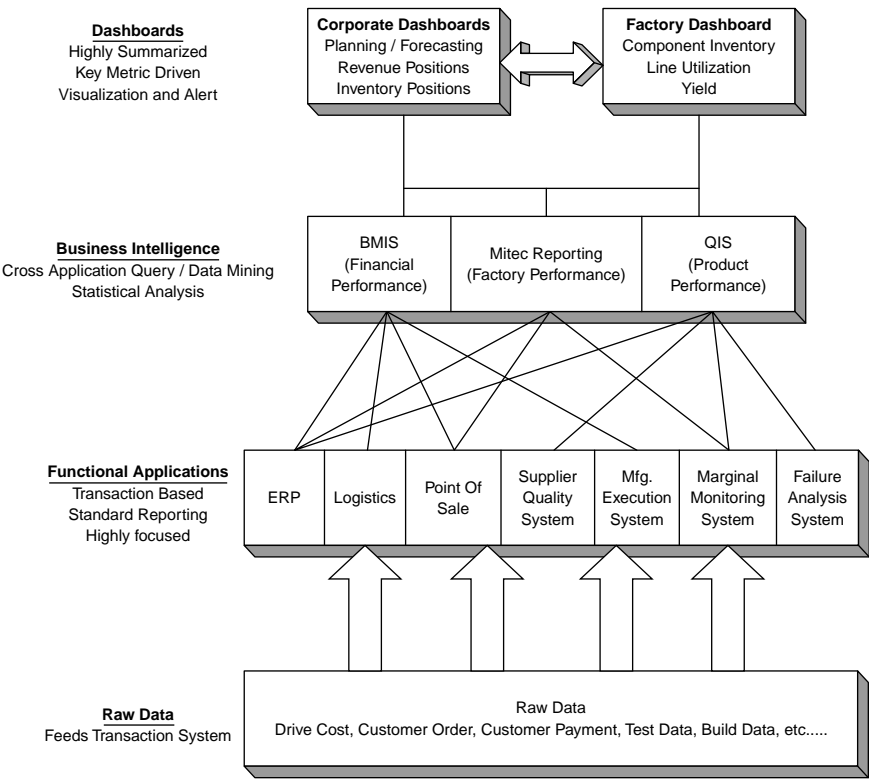 Dashboards
Highly Summarized
Key Metric Driven
Visualization and Alert
Corporate Dashboards
Planning / Forecasting
Revenue Positions
Inventory Positions
Factory Dashboard
Component Inventory
Line Utilization
Yield
Business Intelligence
Cross Application Query / Data Mining
Statistical Analysis
BMIS
(Financial
Performance)
Mitec Reporting
(Factory Performance)
QIS
(Product
Performance)
Functional Applications
Transaction Based
Standard Reporting
Highly focused
ERP
Logistics
Point Of
Sale
Supplier
Quality
System
Mfg.
Execution
System
Marginal
Monitoring
System
Failure
Analysis
System
Raw Data
Feeds Transaction System
Raw Data
Drive Cost, Customer Order, Customer Payment, Test Data, Build Data, etc.....